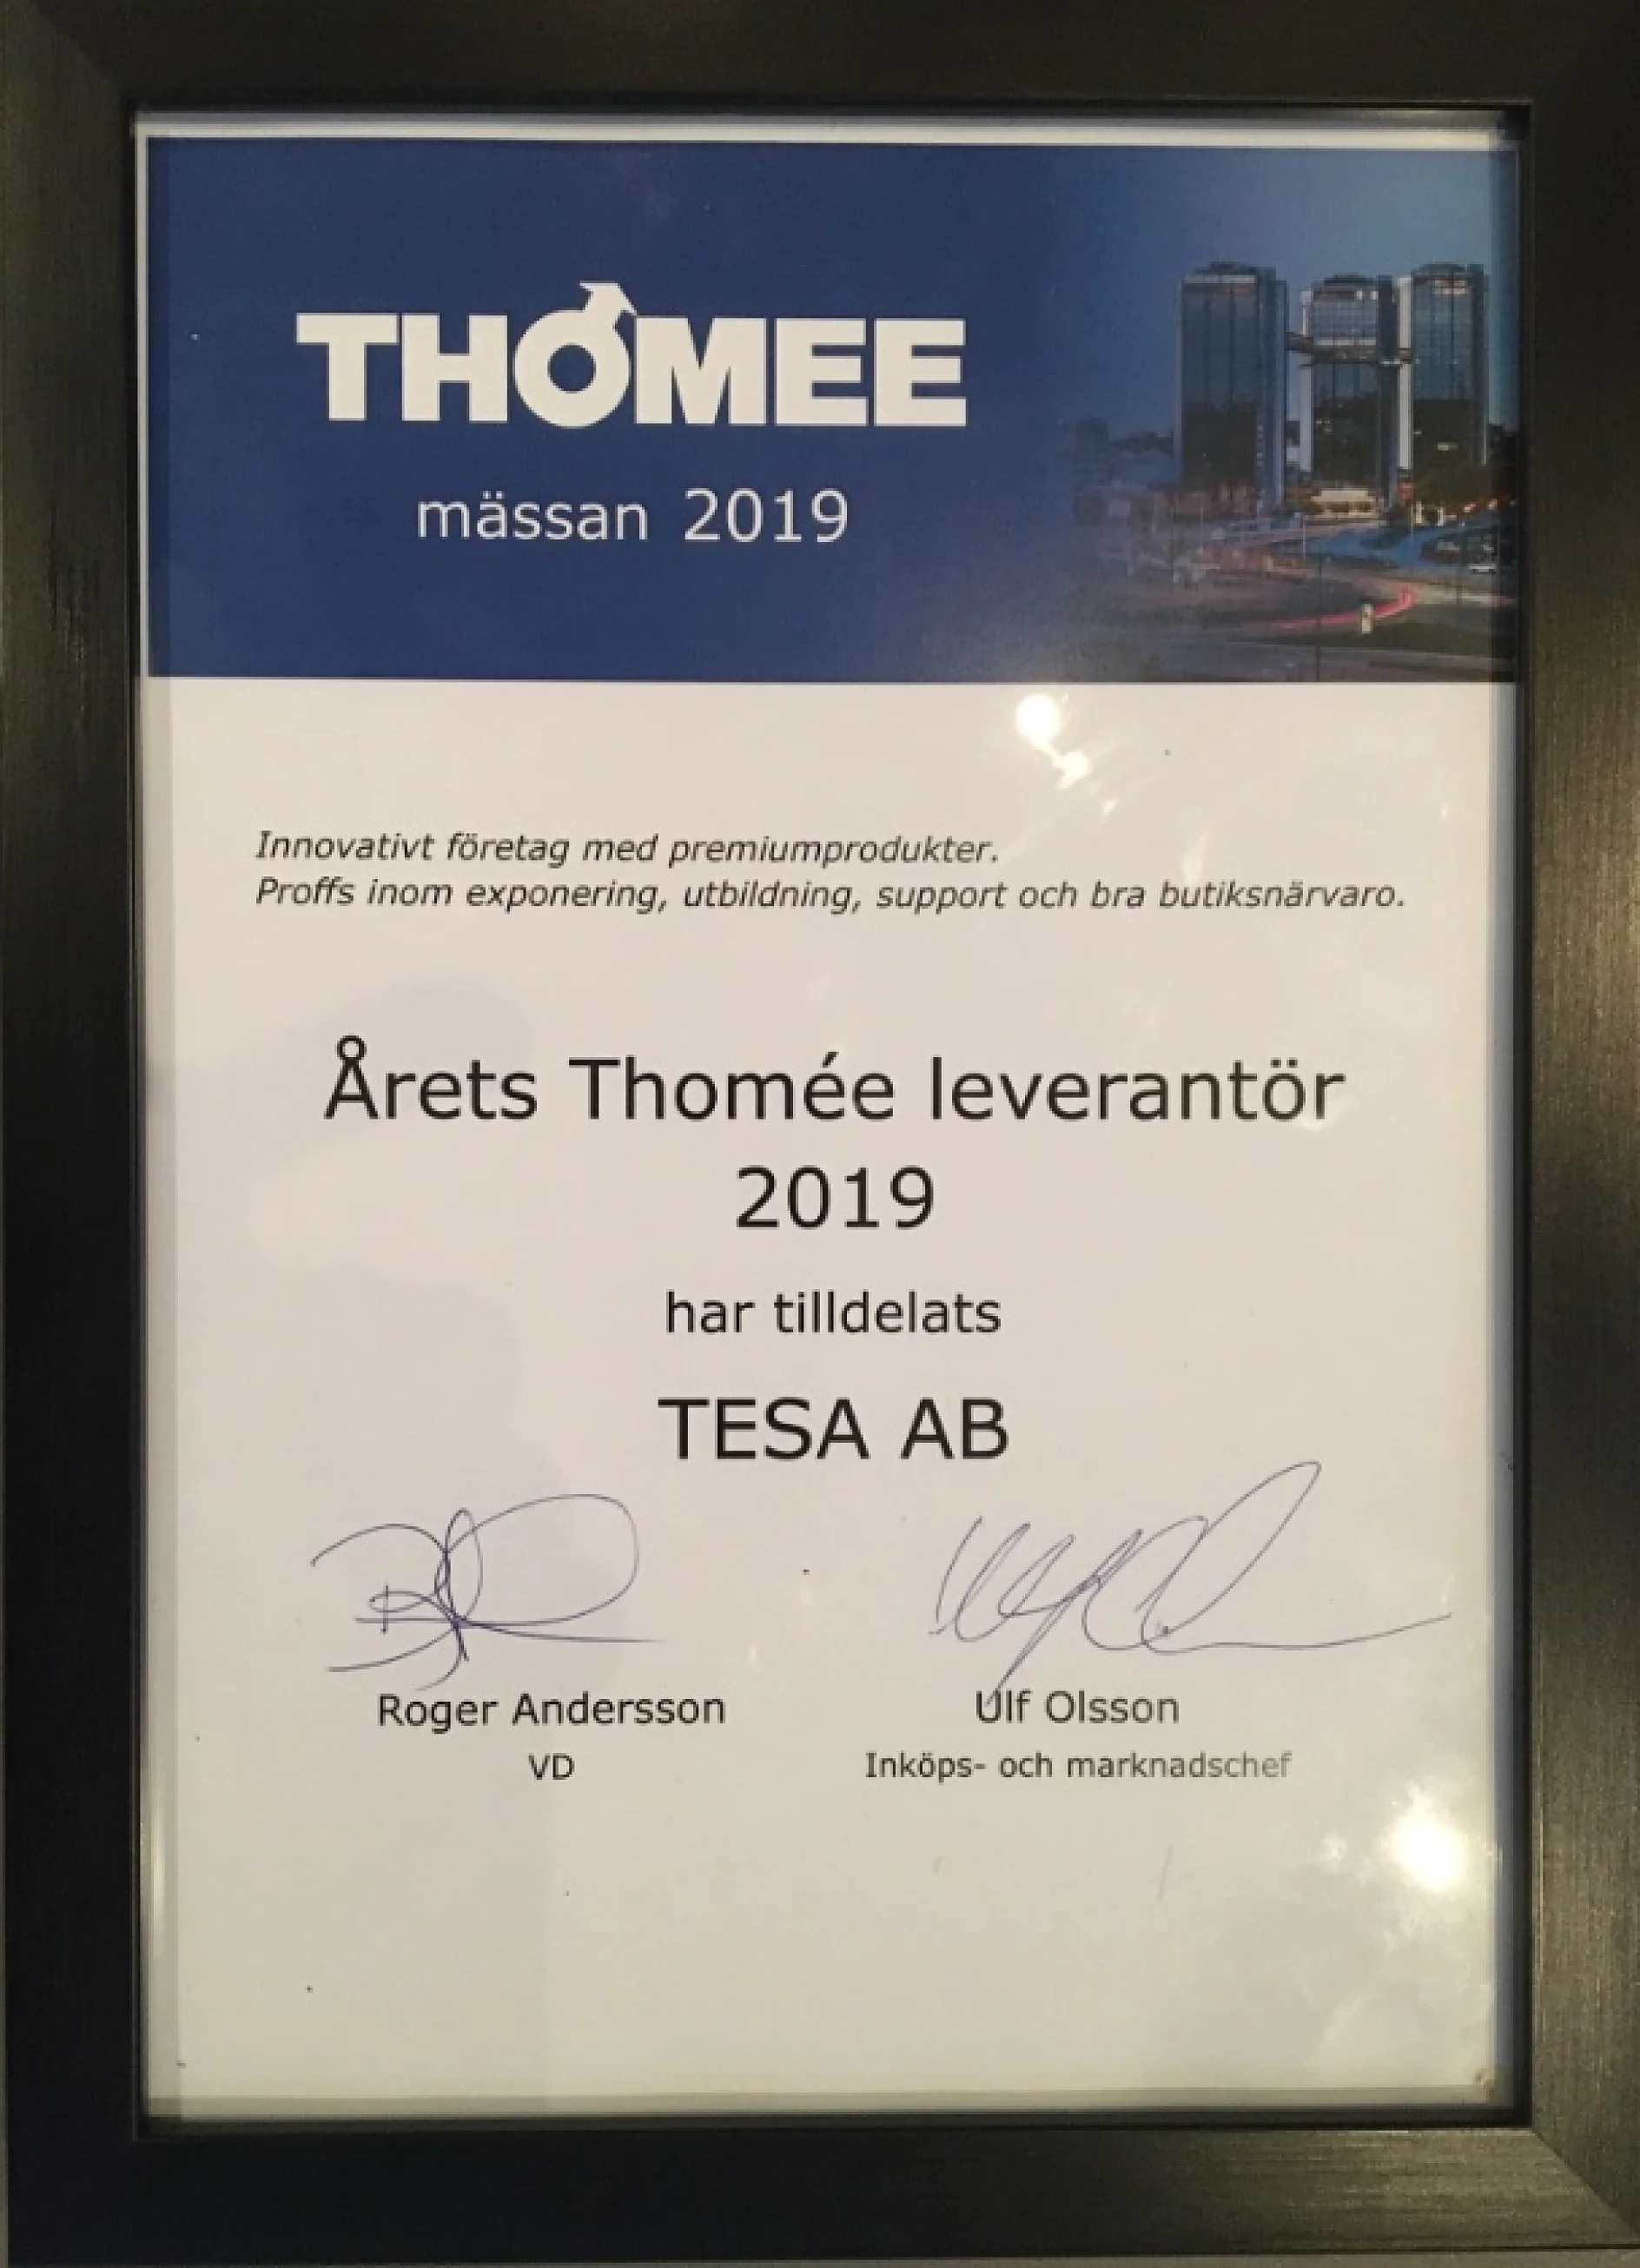 THOMEE
mässan 2019
Innovativt företag med premiumprodukter.
Proffs inom exponering, utbildning, support och bra butiksnärvaro.
Årets Thomée leverantör
2019
har tilldelats
TESA AB
Roger Andersson
VD
Ulf Olsson
Inköps- och marknadschef